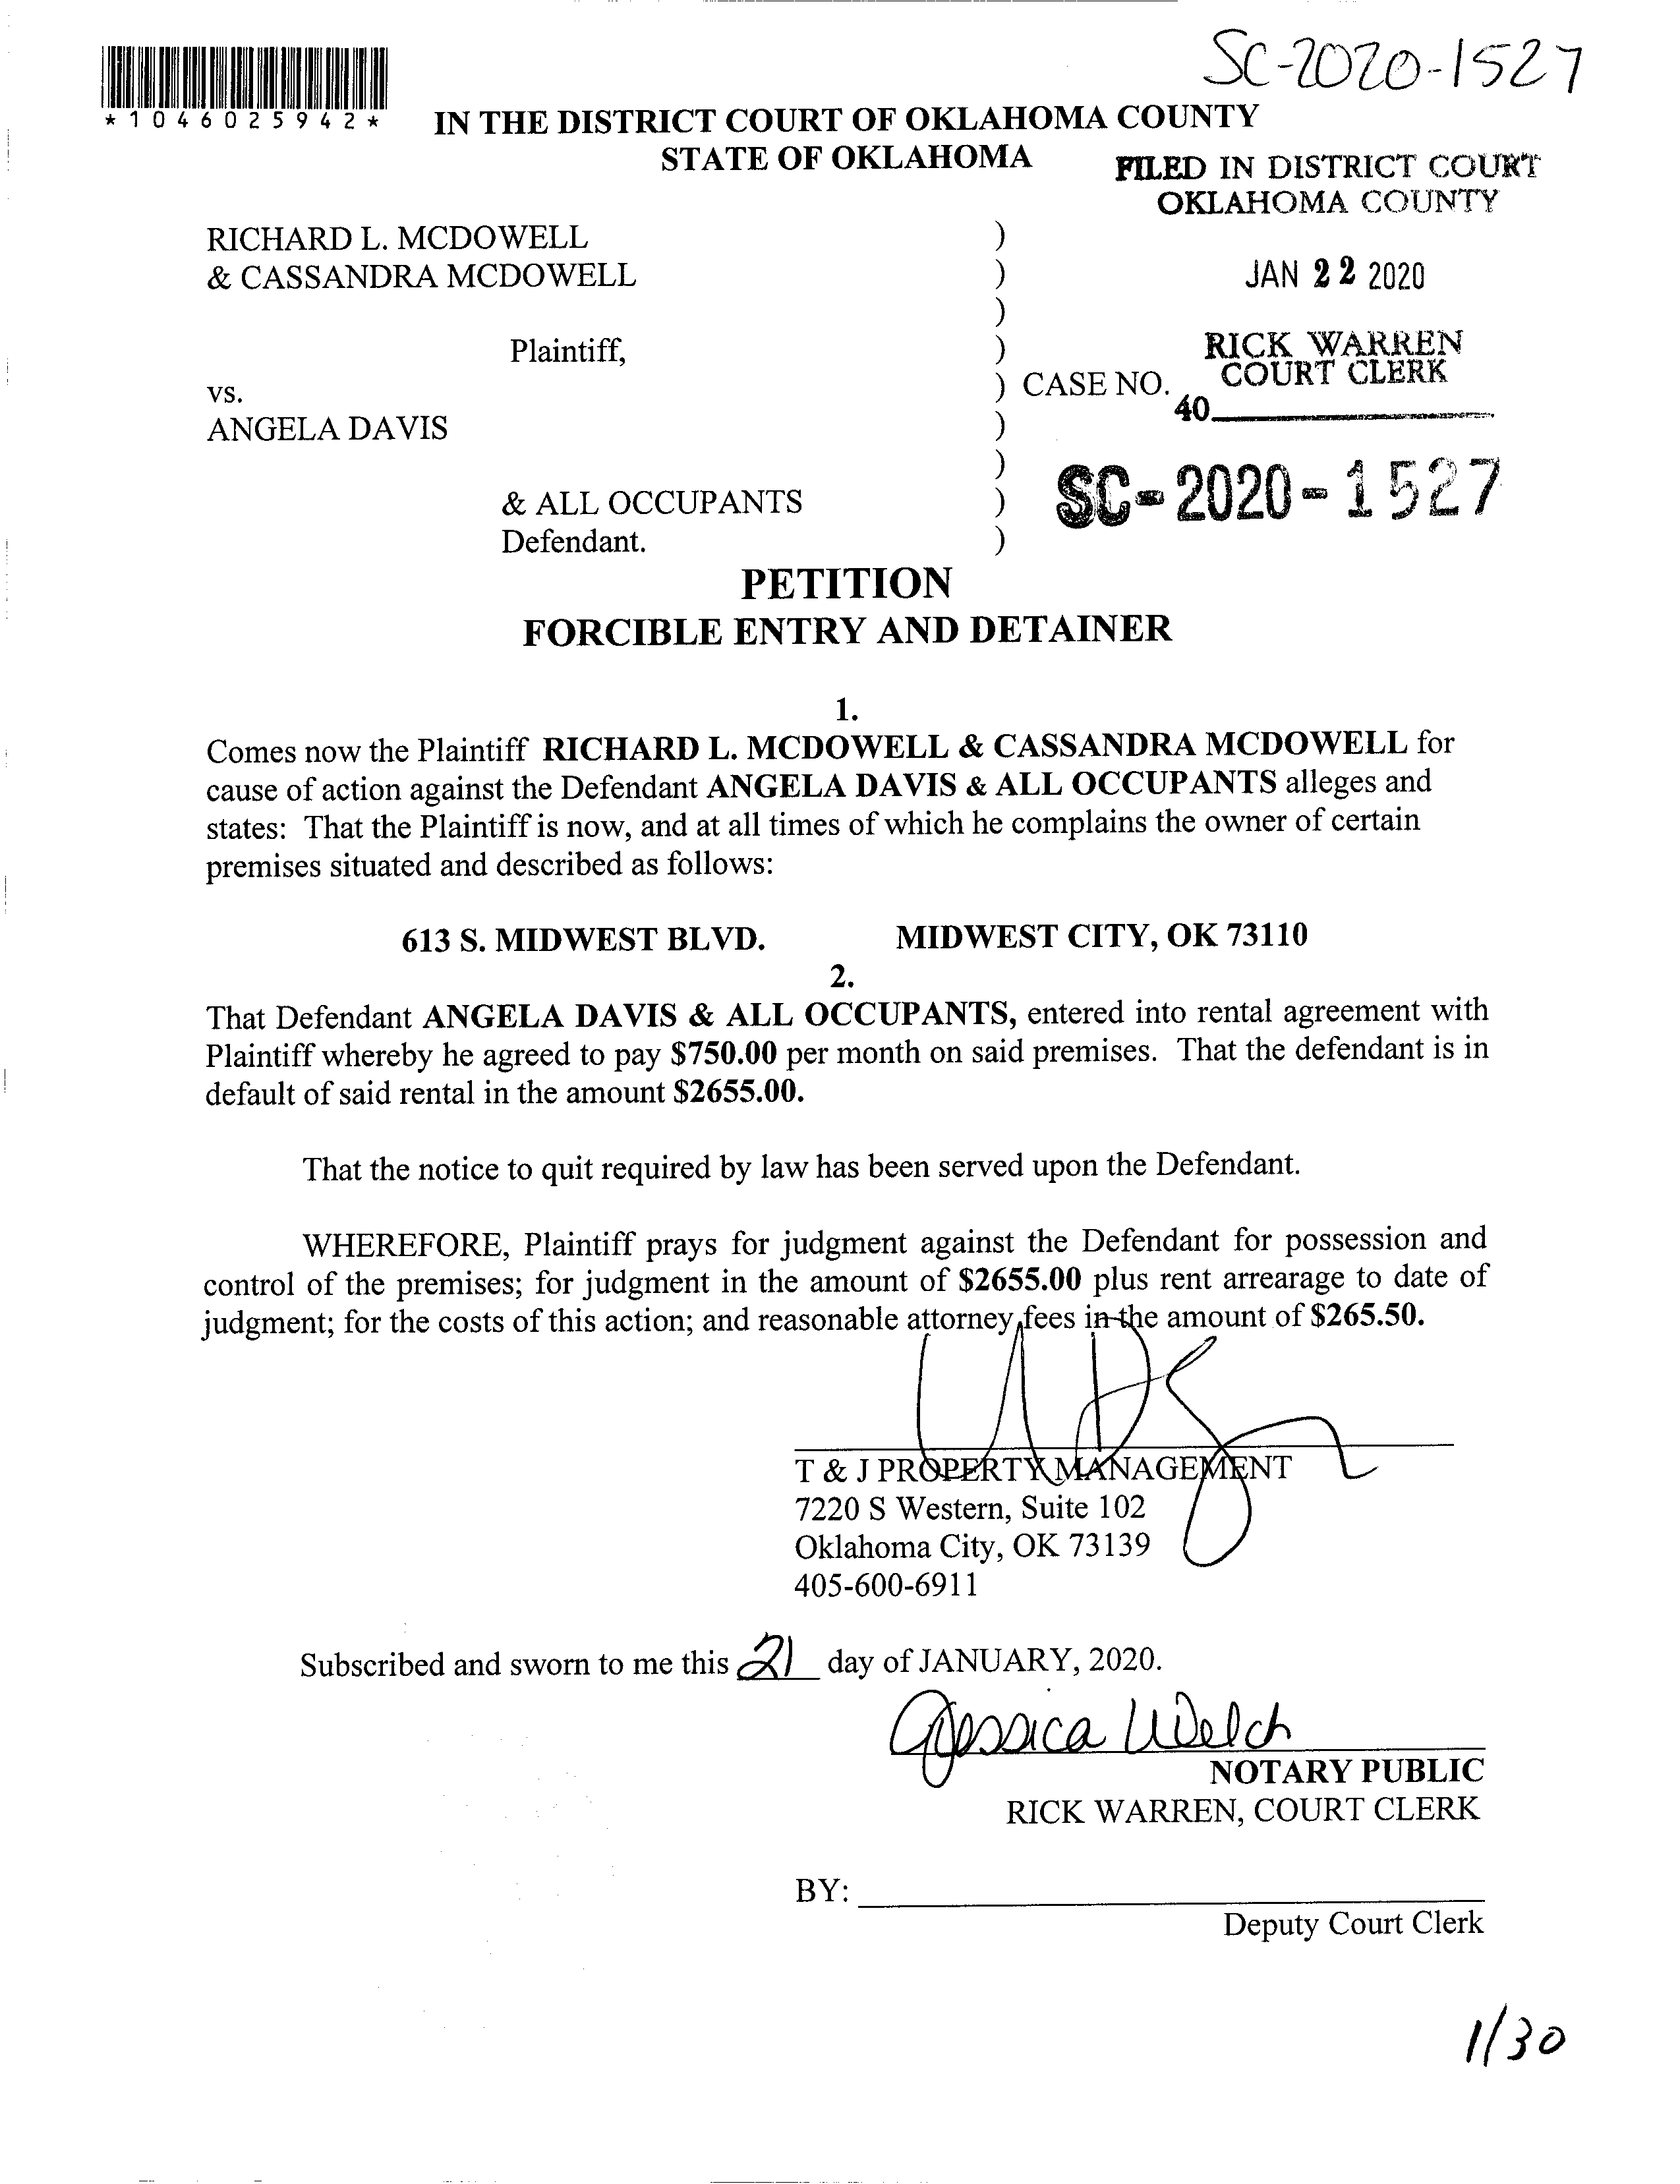 SC-2020-1527
*1046025942*
IN THE DISTRICT COURT OF OKLAHOMA COUNTY
STATE OF OKLAHOMA
FILED IN DISTRICT COURT
OKLAHOMA COUNTY
RICHARD L. MCDOWELL )
& CASSANDRA MCDOWELL )
JAN 22 2020
)
Plaintiff, )
RICK WARREN
COURT CLERK
vs. ) CASE NO.
40
ANGELA DAVIS )
)
& ALL OCCUPANTS ) SC-2020-1527
Defendant. )
PETITION
FORCIBLE ENTRY AND DETAINER
1.
Comes now the Plaintiff RICHARD L. MCDOWELL & CASSANDRA MCDOWELL for
cause of action against the Defendant ANGELA DAVIS & ALL OCCUPANTS alleges and
states: That the Plaintiff is now, and at all times of which he complains the owner of certain
premises situated and described as follows:
613 S. MIDWEST BLVD. MIDWEST CITY, OK 73110
2.
That Defendant ANGELA DAVIS & ALL OCCUPANTS, entered into rental agreement with
Plaintiff whereby he agreed to pay $750.00 per month on said premises. That the defendant is in
default of said rental in the amount $2655.00.
That the notice to quit required by law has been served upon the Defendant.
WHEREFORE, Plaintiff prays for judgment against the Defendant for possession and
control of the premises; for judgment in the amount of $2655.00 plus rent arrearage to date of
judgment; for the costs of this action; and reasonable attorney fees in the amount of $265.50.
T & J PROPERTY MANAGEMENT
7220 S Western, Suite 102
Oklahoma City, OK 73139
405-600-6911
Subscribed and sworn to me this 21 day of JANUARY, 2020.
Jessica Welch
NOTARY PUBLIC
RICK WARREN, COURT CLERK
BY:
Deputy Court Clerk
1/30